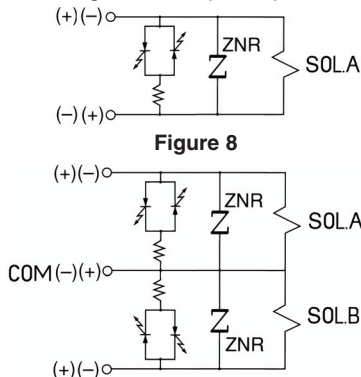 (+)(−)
ZNR
SOL.A
(−)(+)
Figure 8
(+)(−)
ZNR
SOL.A
COM(−)(+)
SOL.B
ZNR
(+)(−)